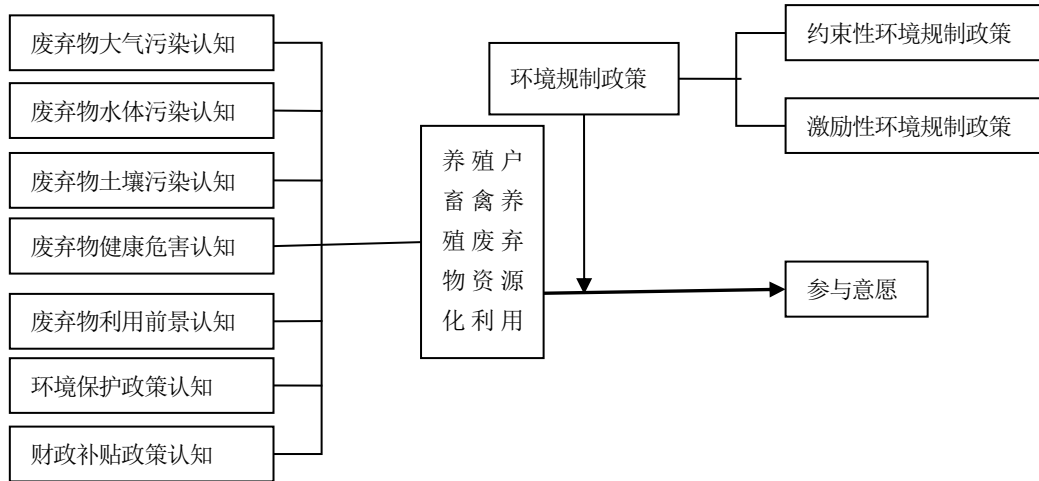 废弃物大气污染认知
废弃物水体污染认知
废弃物土壤污染认知
废弃物健康危害认知
废弃物利用前景认知
环境保护政策认知
财政补贴政策认知
养殖户
畜禽养
殖废弃
物资源
化利用
环境规制政策
约束性环境规制政策
激励性环境规制政策
参与意愿